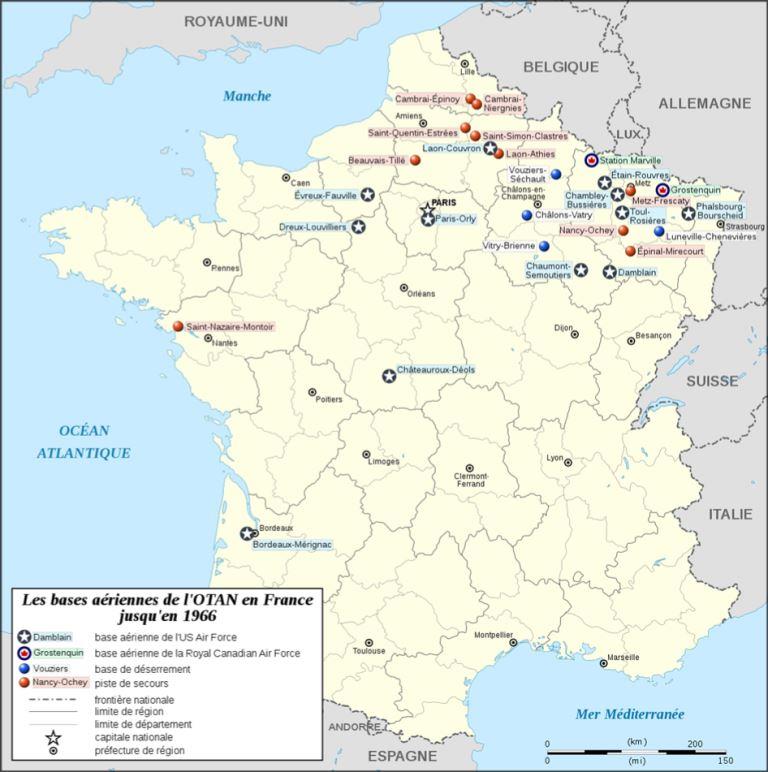 ROYAUME-UNI
BELGIQUE
ALLEMAGNE
LUX.
Manche
Lille
Cambrai-Épinoy
Cambrai-
Niergnies
Amiens
Saint-Quentin-Estrées
Saint-Simon-Clastres
Laon-Couvron
Laon-Athies
Beauvais-Tillé
Station Marville
Vouziers-
Séchault
Étain-Rouvres
Metz
Grostenquin
Caen
Évreux-Fauville
Châlons-en-
Champagne
Chambley-
Bussières
Metz-Frescaty
PARIS
Paris-Orly
Toul-
Rosières
Phalsbourg-
Bourscheid
Châlons-Vatry
Dreux-Louvilliers
Strasbourg
Nancy-Ochey
Luneville-Chenevières
Vitry-Brienne
Épinal-Mirecourt
Rennes
Chaumont-
Semoutiers
Damblain
Orléans
Saint-Nazaire-Montoir
Nantes
Dijon
Besançon
Châteauroux-Déols
SUISSE
Poitiers
OCÉAN
ATLANTIQUE
Limoges
Lyon
Clermont-
Ferrand
ITALIE
Bordeaux
Bordeaux-Mérignac
Les bases aériennes de l'OTAN en France
jusqu'en 1966
Damblain base aérienne de l'US Air Force
Grostenquin base aérienne de la Royal Canadian Air Force
Vouziers base de déserrement
Nancy-Ochey piste de secours
frontière nationale
limite de région
limite de département
capitale nationale
préfecture de région
Toulouse
Montpellier
Marseille
Mer Méditerranée
ANDORRE
ESPAGNE
0 (km) 200
0 (mi) 150